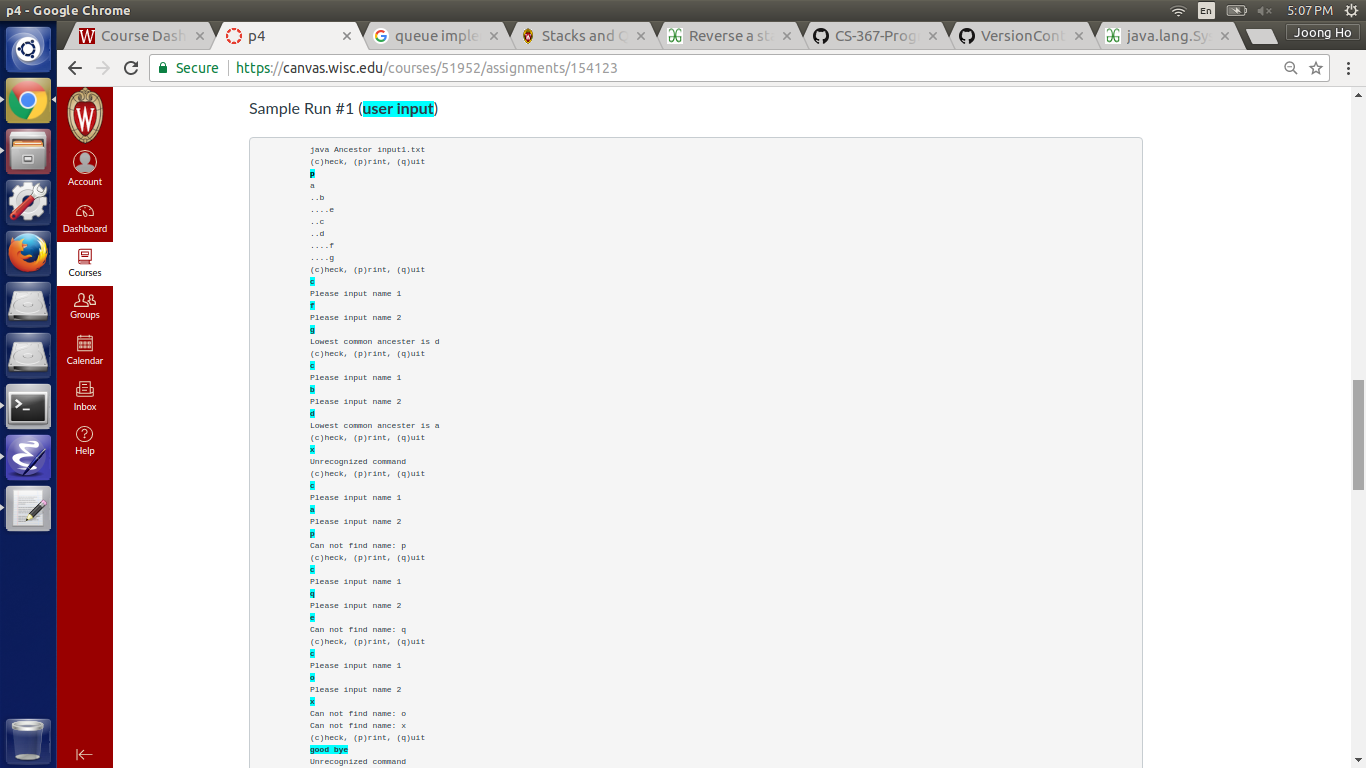 p4 - Google Chrome
En
5:07 PM
Course Dash
p4
queue imple
Stacks and Q
Reverse a sta
CS-367-Prog
VersionCont
java.lang.Sy
Joong Ho
Secure
https://canvas.wisc.edu/courses/51952/assignments/154123
W
Account
Dashboard
Courses
Groups
Calendar
Inbox
Help
Sample Run #1 (user input)
java Ancestor input1.txt
(c)heck, (p)rint, (q)uit
p
a
..b
....e
..c
..d
....f
....g
(c)heck, (p)rint, (q)uit
c
Please input name 1
f
Please input name 2
g
Lowest common ancester is d
(c)heck, (p)rint, (q)uit
c
Please input name 1
b
Please input name 2
d
Lowest common ancester is a
(c)heck, (p)rint, (q)uit
x
Unrecognized command
(c)heck, (p)rint, (q)uit
c
Please input name 1
a
Please input name 2
p
Can not find name: p
(c)heck, (p)rint, (q)uit
c
Please input name 1
q
Please input name 2
e
Can not find name: q
(c)heck, (p)rint, (q)uit
c
Please input name 1
o
Please input name 2
x
Can not find name: o
Can not find name: x
(c)heck, (p)rint, (q)uit
good bye
Unrecognized command